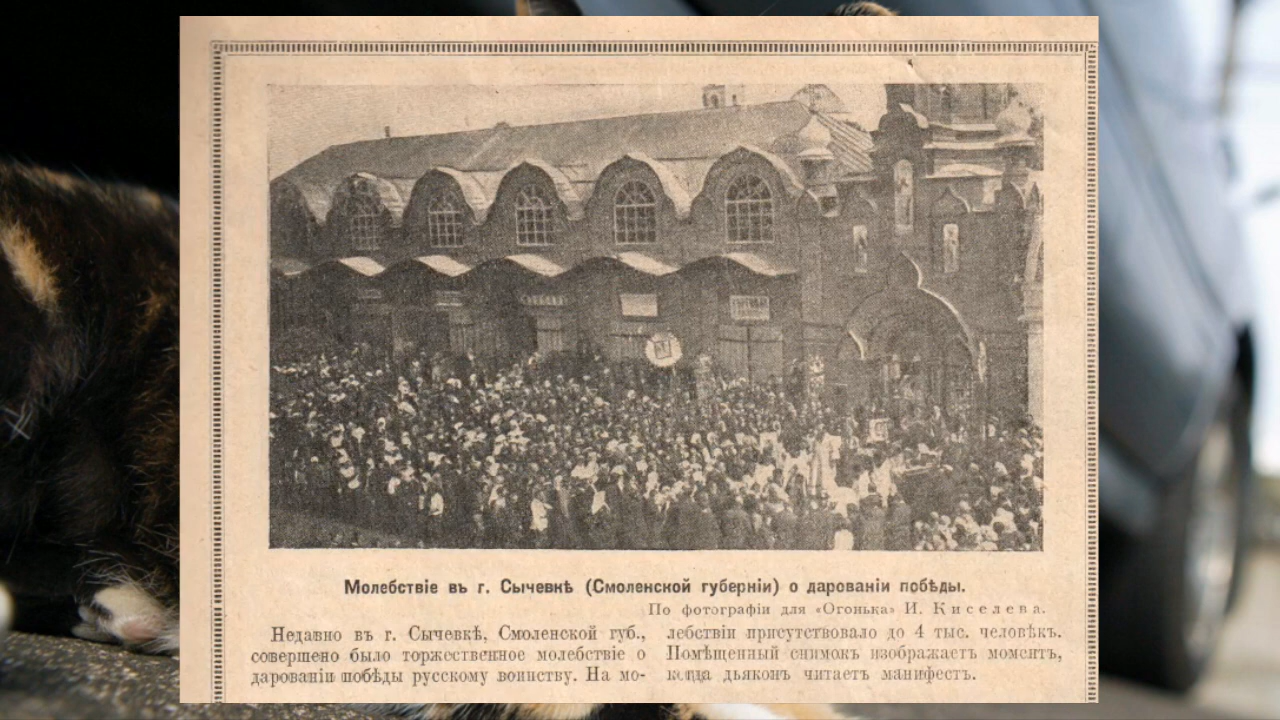 Молебствіе въ г. Сычевкѣ (Смоленской губерніи) о дарованіи побѣды.
По фотографіи для «Огонька» И. Киселева.
Недавно въ г. Сычевкѣ, Смоленской губ.,
совершено было торжественное молебствіе о
дарованіи побѣды русскому воинству. На мо-
лебствіи присутствовало до 4 тыс. человѣкъ.
Помѣщенный снимокъ изображаетъ моментъ,
когда дьяконъ читаетъ манифестъ.